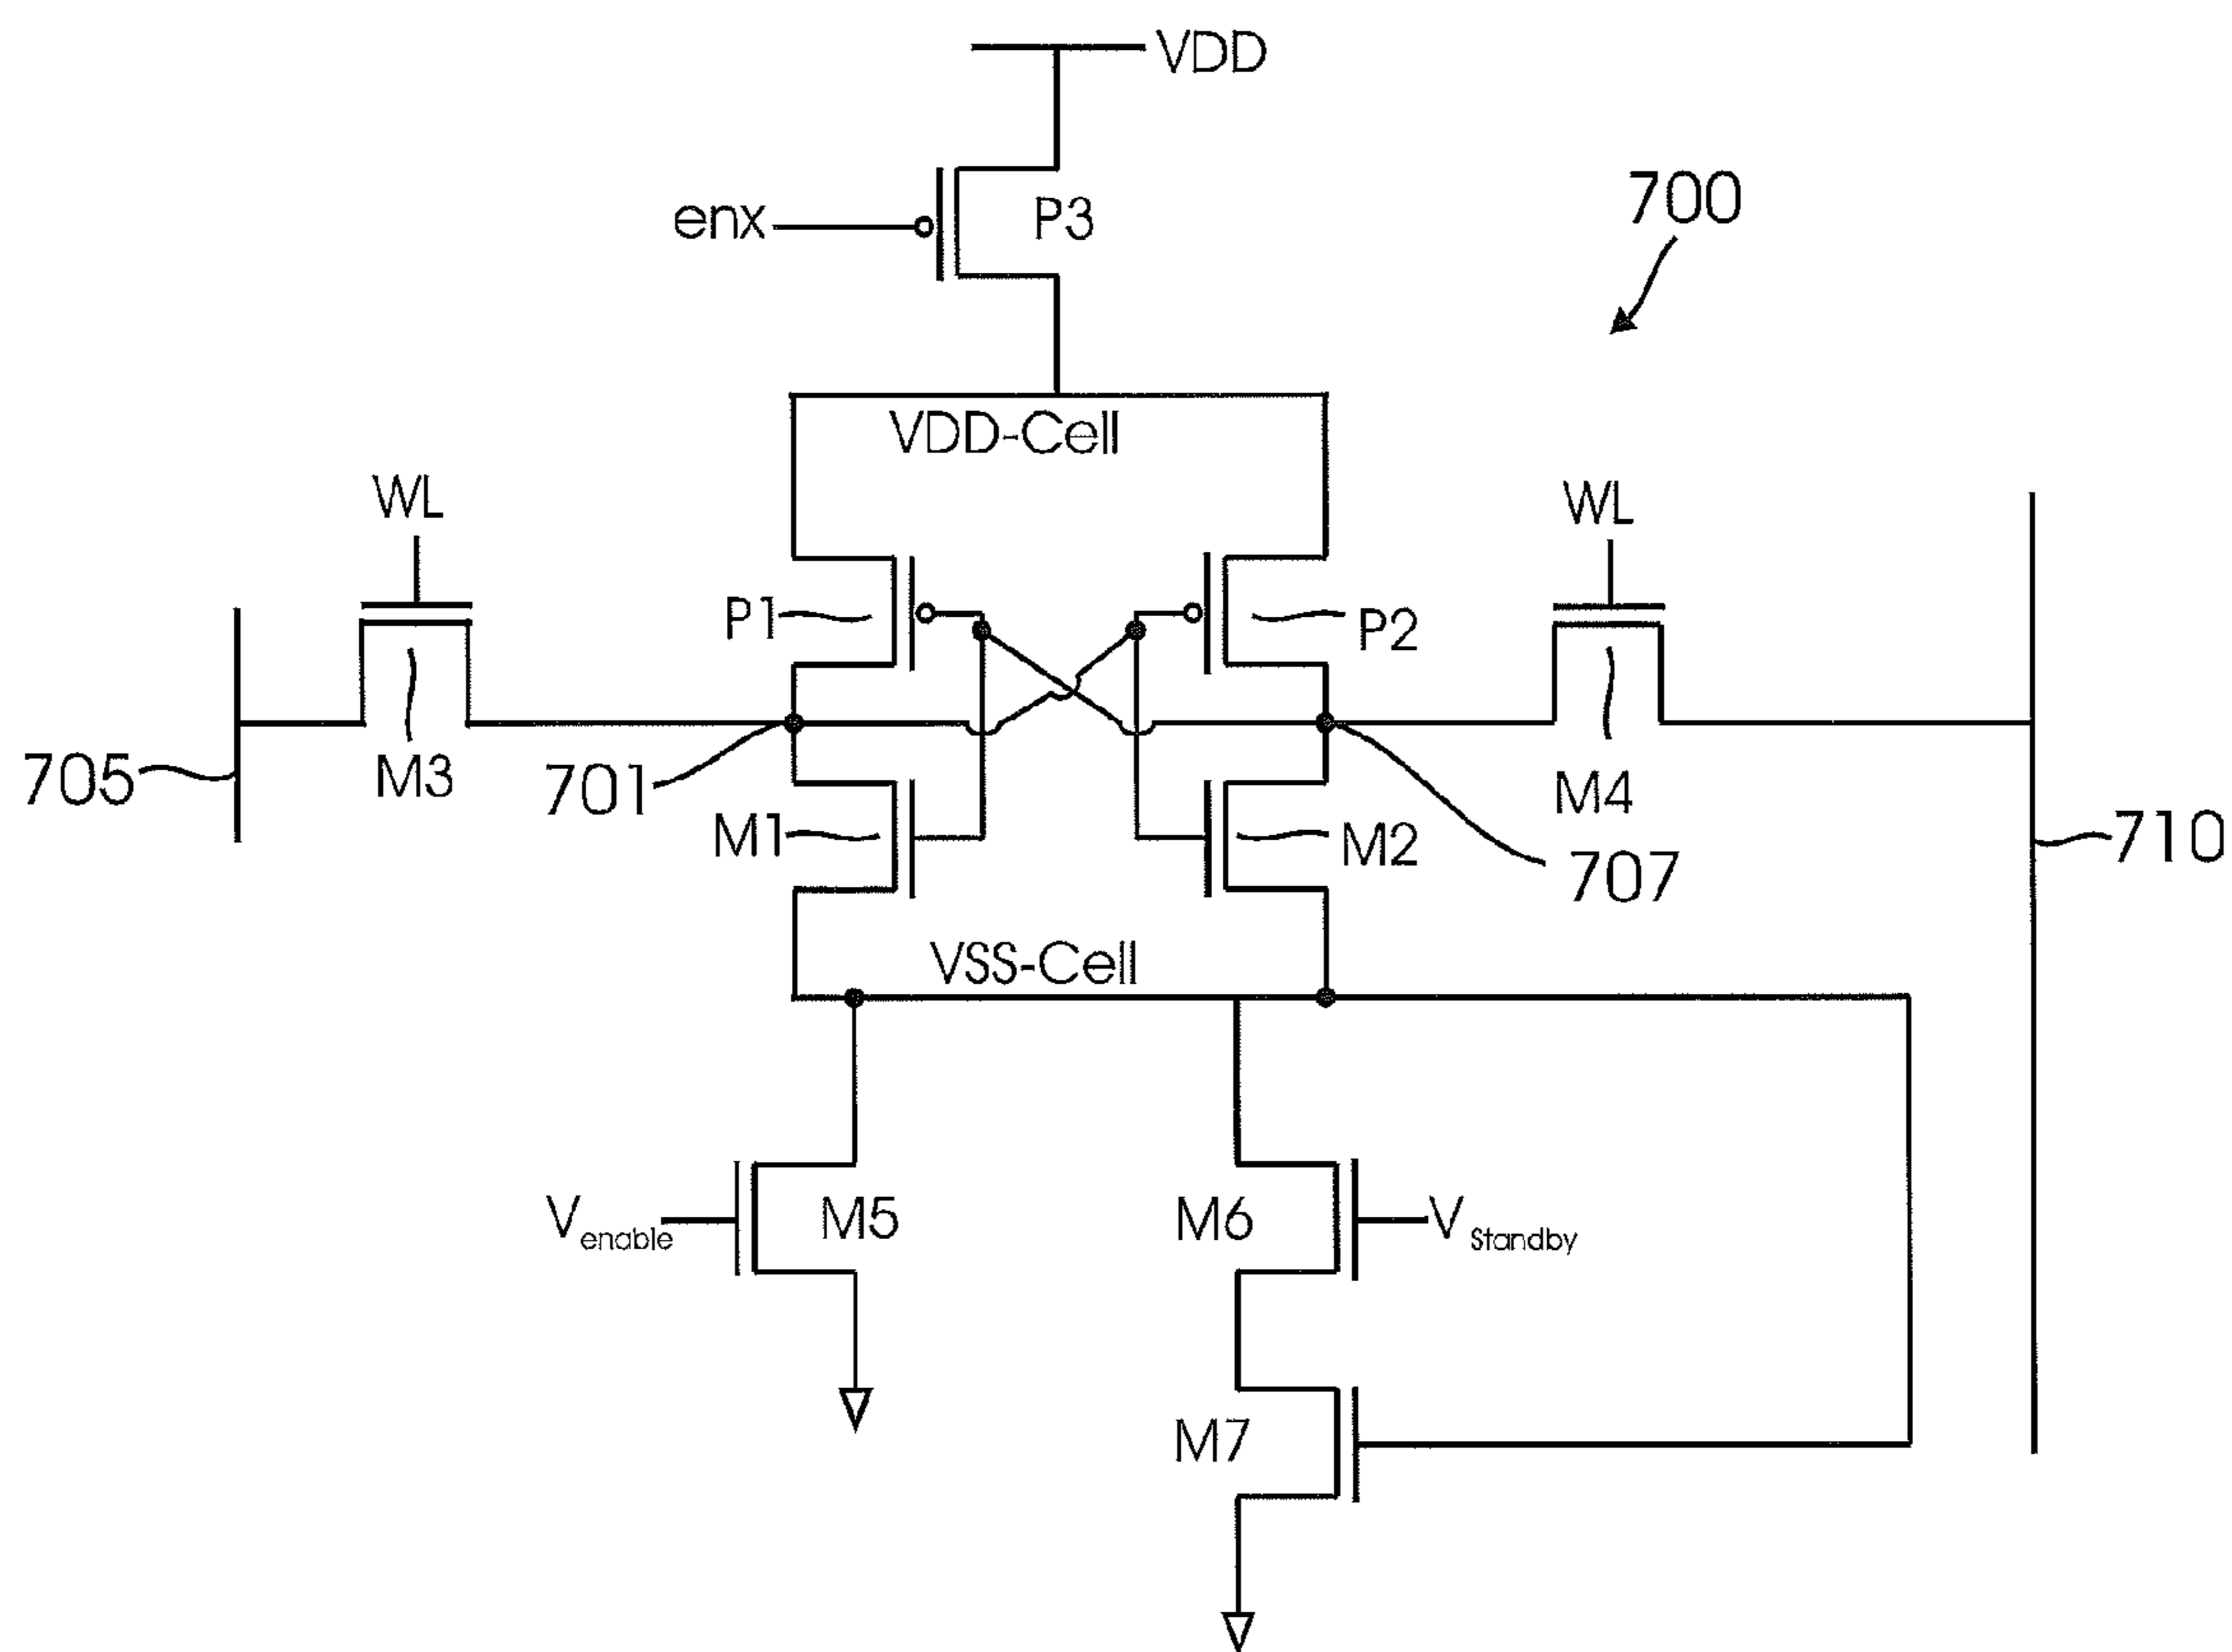 VDD
enx
P3
700
VDD-Cell
WL
WL
P1
P2
705
M3
701
M4
M1
M2
707
710
VSS-Cell
Venable
M5
M6
VStandby
M7